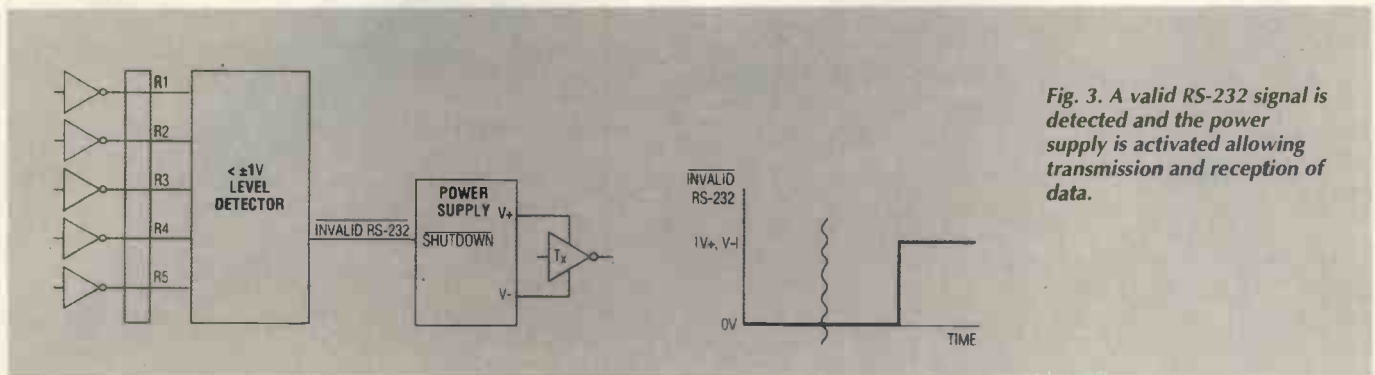 R1
R2
R3
R4
R5
< ±1V
LEVEL
DETECTOR
INVALID RS-232
POWER
SUPPLY V+
SHUTDOWN
V-
Tx
INVALID
RS-232
|V+, V-|
0V
TIME
Fig. 3. A valid RS-232 signal is
detected and the power
supply is activated allowing
transmission and reception of
data.